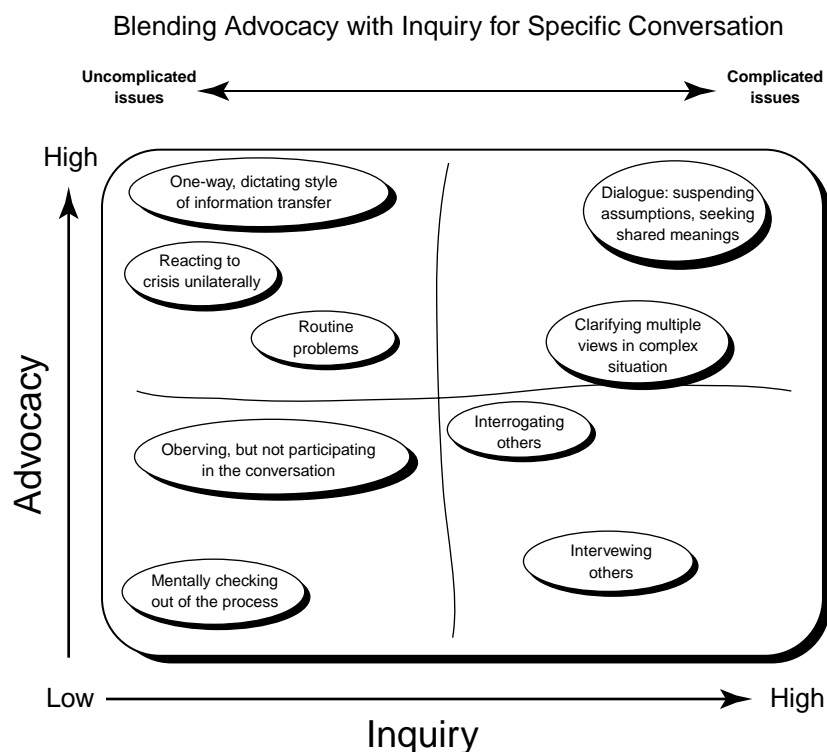 Blending Advocacy with Inquiry for Specific Conversation
Uncomplicated
issues
Complicated
issues
High
One-way, dictating style
of information transfer
Dialogue: suspending
assumptions, seeking
shared meanings
Reacting to
crisis unilaterally
Routine
problems
Clarifying multiple
views in complex
situation
Advocacy
Interrogating
others
Oberving, but not participating
in the conversation
Intervewing
others
Mentally checking
out of the process
Low
High
Inquiry